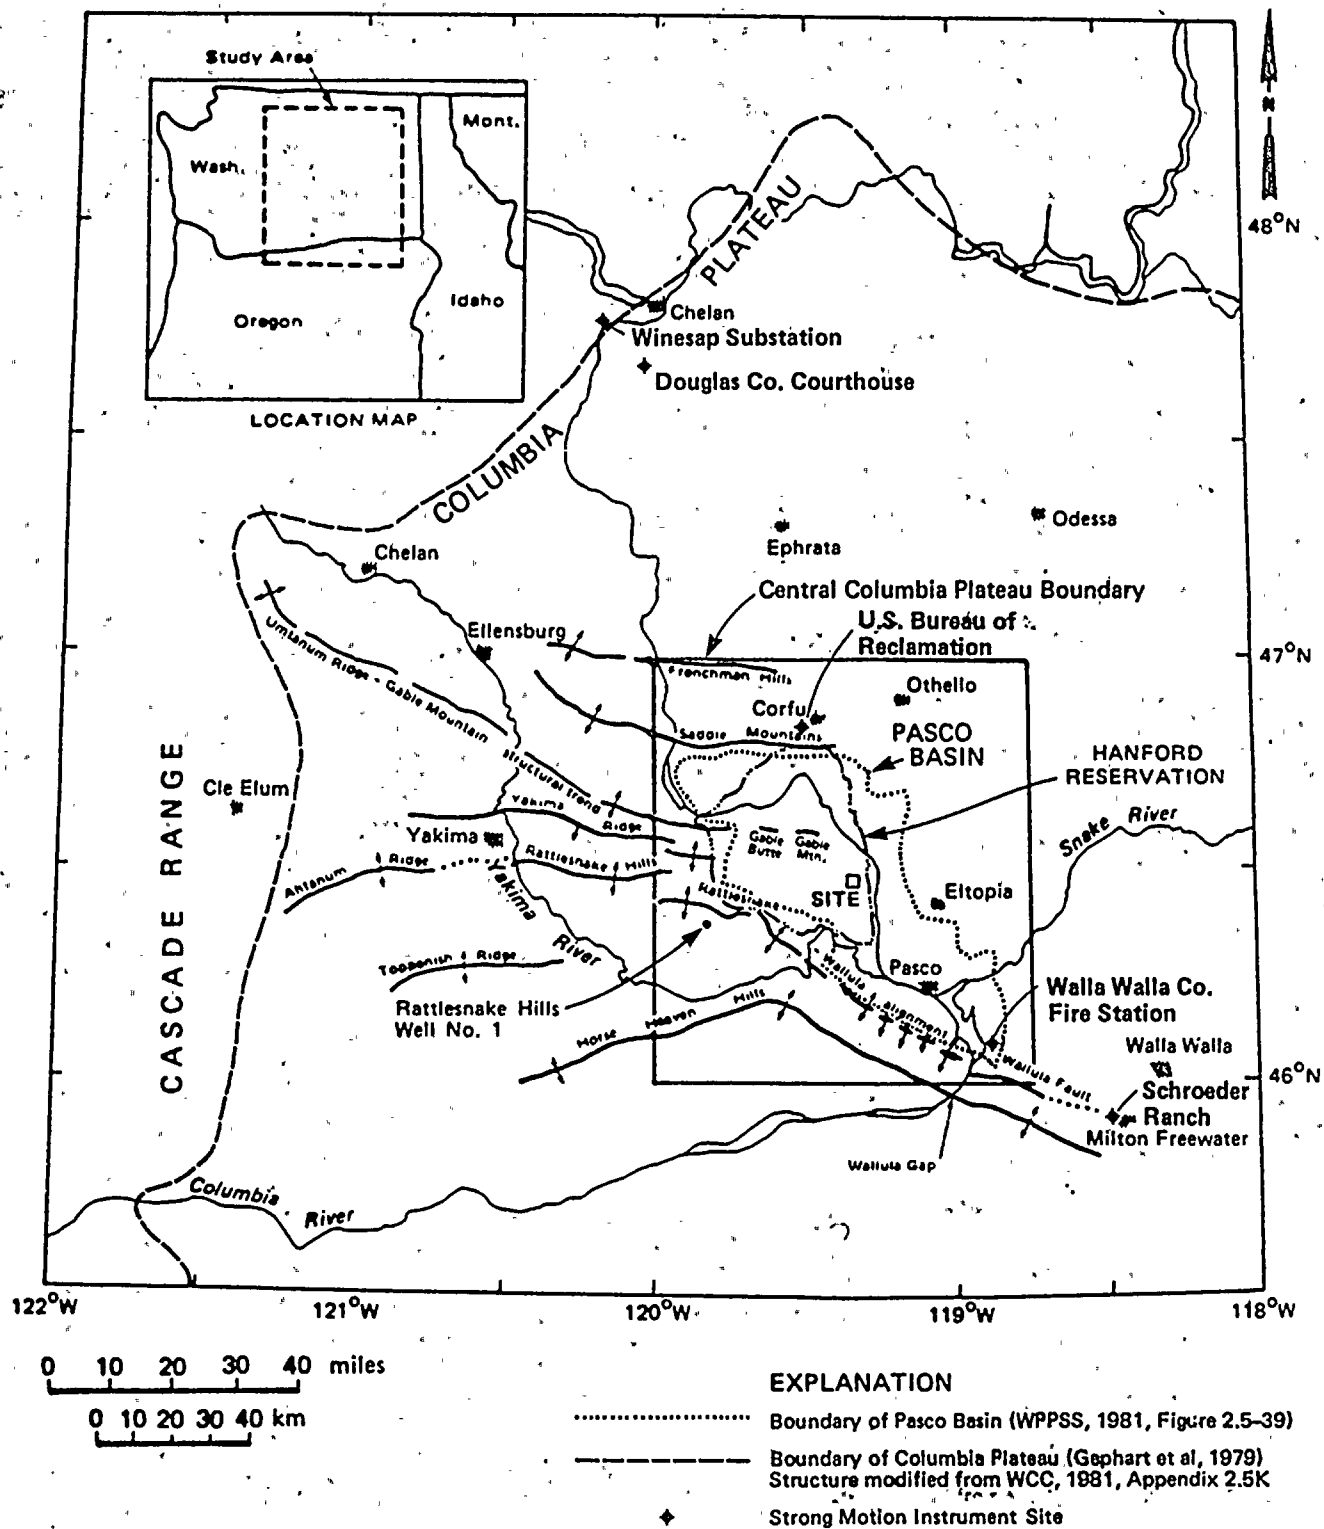 Study Area
Mont.
Wash.
Idaho
Oregon
LOCATION MAP
N
48°N
PLATEAU
Chelan
Winesap Substation
Douglas Co. Courthouse
COLUMBIA
Odessa
Ephrata
Chelan
Central Columbia Plateau Boundary
U.S. Bureau of
Reclamation
Ellensburg
47°N
Umtanum Ridge - Gable Mountain
structural trend
Frenchman Hills
Othello
Corfu
Saddle Mountains
PASCO
BASIN
HANFORD
RESERVATION
CASCADE RANGE
Cle Elum
Yakima
Ridge
Snake River
Yakima
Gable
Butte
Gable
Mtn.
Rattlesnake Hills
Ahtanum Ridge
Yakima
River
Rattlesnake
SITE
Eltopia
Toppenish Ridge
Wallula alignment
Pasco
Rattlesnake Hills
Well No. 1
Horse Heaven Hills
Walla Walla Co.
Fire Station
Walla Walla
Wallula Fault
46°N
Schroeder
Ranch
Milton Freewater
Wallula Gap
Columbia
River
122°W
121°W
120°W
119°W
118°W
0 10 20 30 40 miles
0 10 20 30 40 km
EXPLANATION
Boundary of Pasco Basin (WPPSS, 1981, Figure 2.5-39)
Boundary of Columbia Plateau (Gephart et al, 1979)
Structure modified from WCC, 1981, Appendix 2.5K
Strong Motion Instrument Site